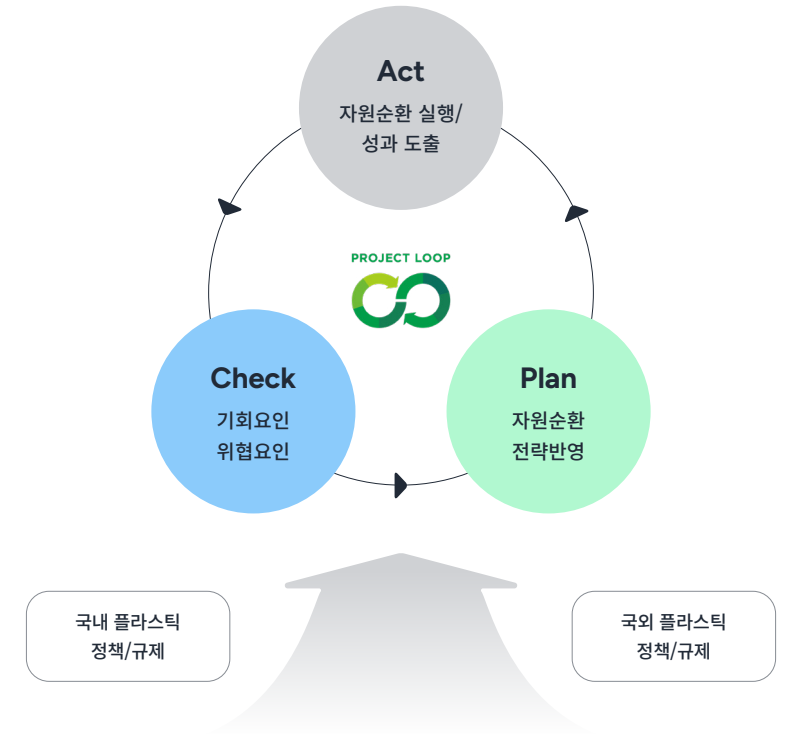 Act
자원순환 실행/
성과 도출
PROJECT LOOP
Check
기회요인
위협요인
Plan
자원순환
전략반영
국내 플라스틱
정책/규제
국외 플라스틱
정책/규제